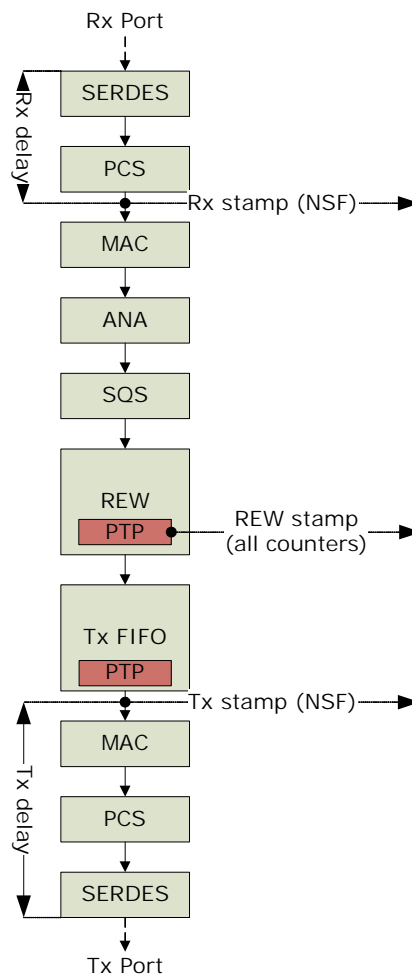 Rx Port
SERDES
Rx delay
PCS
Rx stamp (NSF)
MAC
ANA
SQS
REW
PTP
REW stamp
(all counters)
Tx FIFO
PTP
Tx stamp (NSF)
MAC
Tx delay
PCS
SERDES
Tx Port